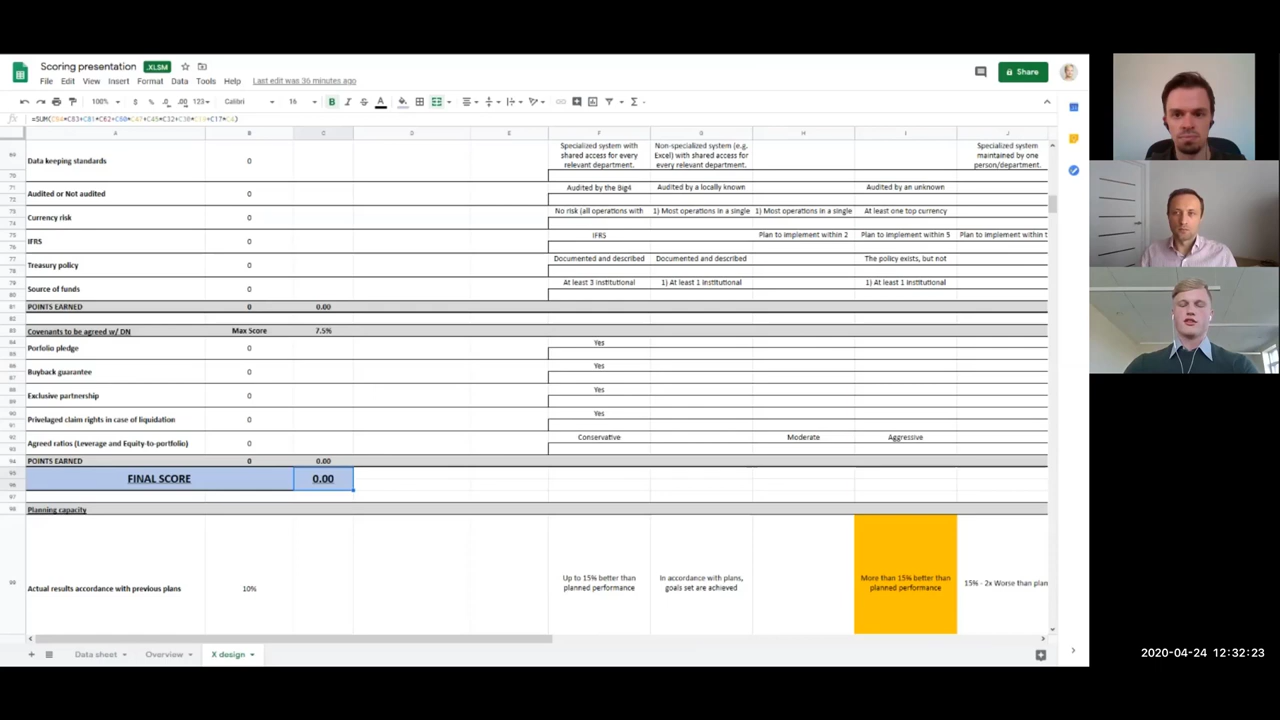 Scoring presentation .XLSM
File Edit View Insert Format Data Tools Help Last edit was 36 minutes ago
Share
100% $ % .0 .00 123 Calibri 16 B I S A
A B C D E F G H I J
Data keeping standards 0
Specialized system with shared access for every relevant department.
Non-specialized system (e.g. Excel) with shared access for every relevant department.
Specialized system maintained by one person/department.
Audited or Not audited 0 Audited by the Big4 Audited by a locally known Audited by an unknown
Currency risk 0 No risk (all operations with 1) Most operations in a single 1) Most operations in a single At least one top currency
IFRS 0 IFRS Plan to implement within 2 Plan to implement within 5 Plan to implement within t
Treasury policy 0 Documented and described Documented and described The policy exists, but not
Source of funds 0 At least 3 Institutional 1) At least 1 Institutional 1) At least 1 Institutional
POINTS EARNED 0 0.00
Covenants to be agreed w/ DN Max Score 7.5%
Porfolio pledge 0 Yes
Buyback guarantee 0 Yes
Exclusive partnership 0 Yes
Privelaged claim rights in case of liquidation 0 Yes
Agreed ratios (Leverage and Equity-to-portfolio) 0 Conservative Moderate Aggressive
POINTS EARNED 0 0.00
FINAL SCORE 0.00
Planning capacity
Actual results accordance with previous plans 10%
Up to 15% better than planned performance
In accordance with plans, goals set are achieved
More than 15% better than planned performance
15% - 2x Worse than plan
Data sheet Overview X design
2020-04-24 12:32:23